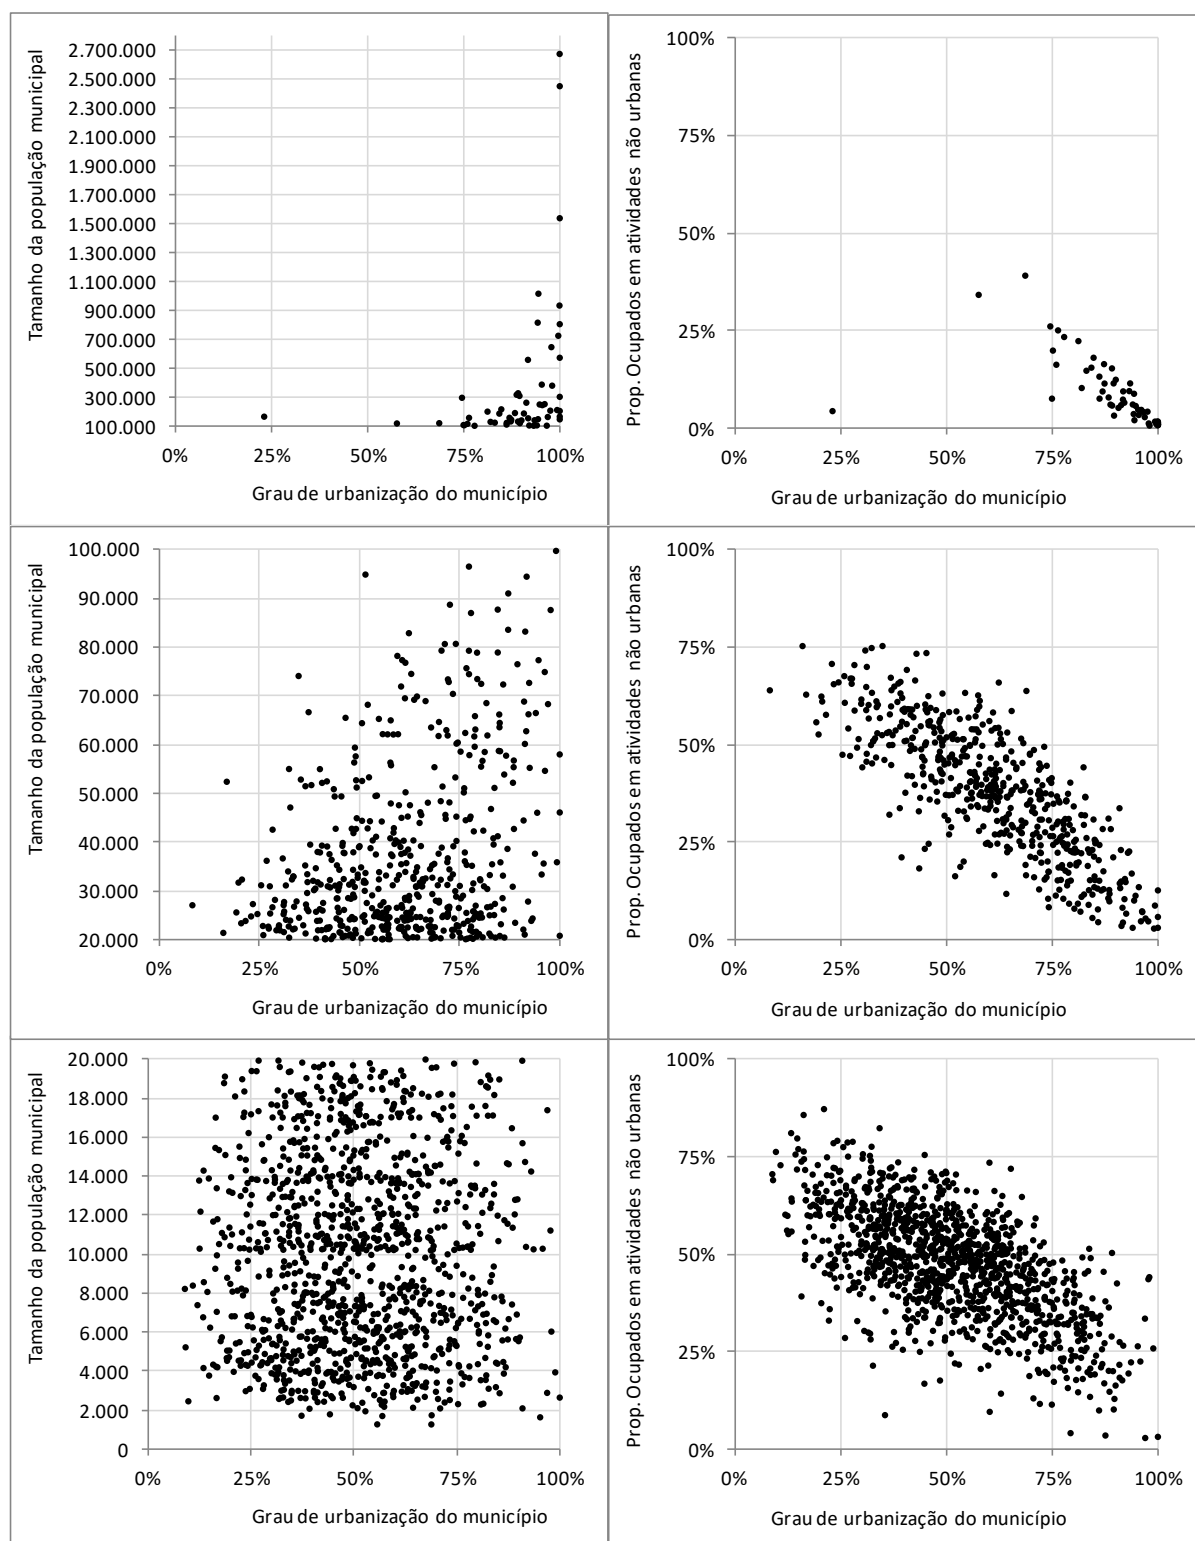 Tamanho da população municipal
2.700.000
2.500.000
2.300.000
2.100.000
1.900.000
1.700.000
1.500.000
1.300.000
1.100.000
900.000
700.000
500.000
300.000
100.000
0% 25% 50% 75% 100%
Grau de urbanização do município
Prop. Ocupados em atividades não urbanas
100%
75%
50%
25%
0%
0% 25% 50% 75% 100%
Grau de urbanização do município
Tamanho da população municipal
100.000
90.000
80.000
70.000
60.000
50.000
40.000
30.000
20.000
0% 25% 50% 75% 100%
Grau de urbanização do município
Prop. Ocupados em atividades não urbanas
100%
75%
50%
25%
0%
0% 25% 50% 75% 100%
Grau de urbanização do município
Tamanho da população municipal
20.000
18.000
16.000
14.000
12.000
10.000
8.000
6.000
4.000
2.000
0
0% 25% 50% 75% 100%
Grau de urbanização do município
Prop. Ocupados em atividades não urbanas
100%
75%
50%
25%
0%
0% 25% 50% 75% 100%
Grau de urbanização do município